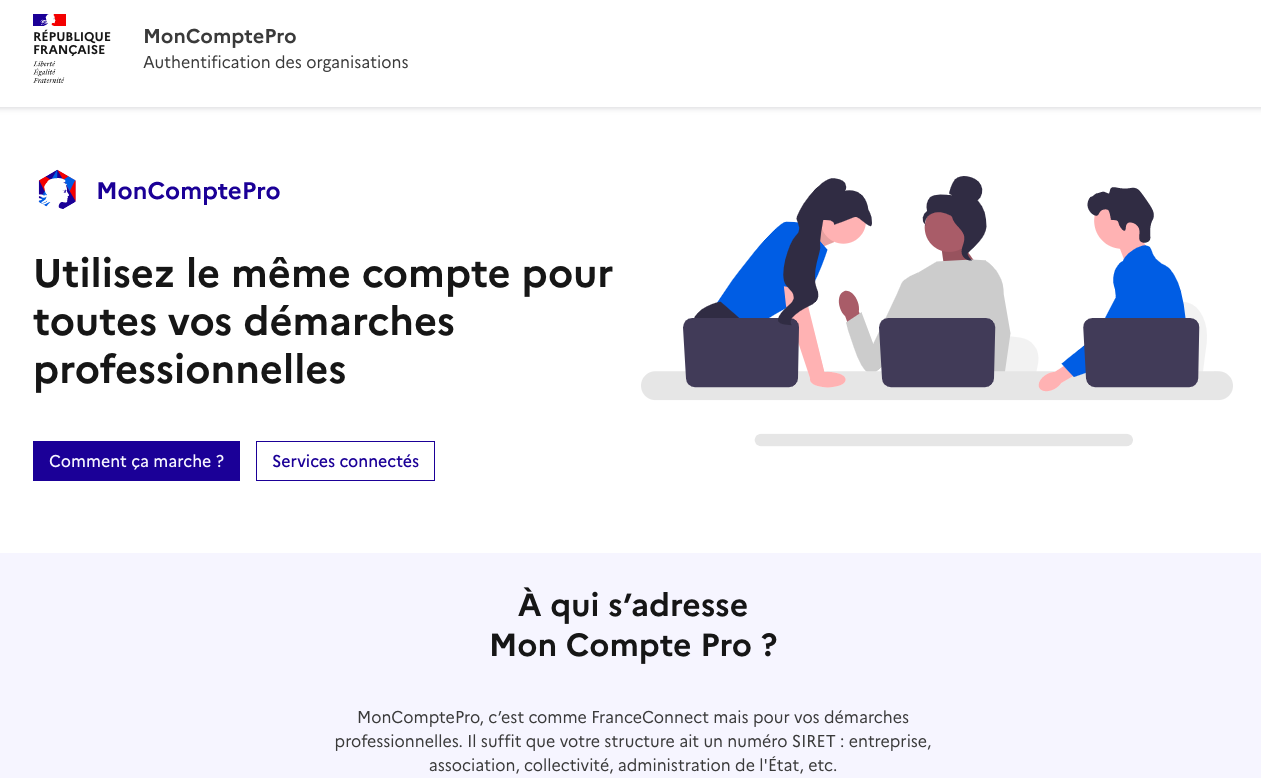 RÉPUBLIQUE
FRANÇAISE
Liberté
Égalité
Fraternité
MonComptePro
Authentification des organisations
MonComptePro
Utilisez le même compte pour
toutes vos démarches
professionnelles
Comment ça marche ?
Services connectés
À qui s’adresse
Mon Compte Pro ?
MonComptePro, c’est comme FranceConnect mais pour vos démarches
professionnelles. Il suffit que votre structure ait un numéro SIRET : entreprise,
association, collectivité, administration de l'État, etc.